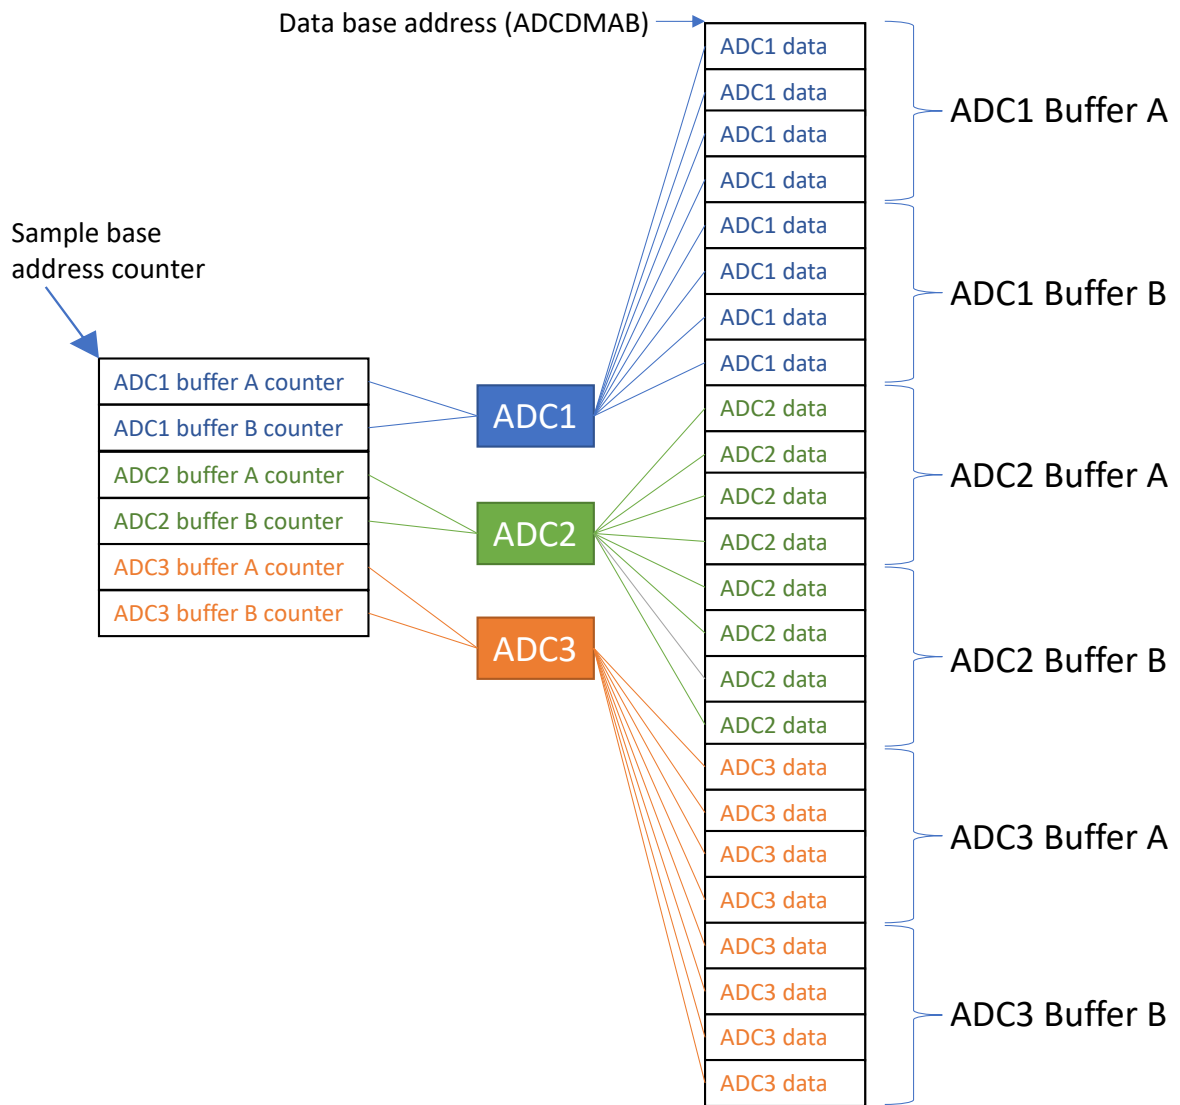 Data base address (ADCDMAB)
Sample base
address counter
ADC1 buffer A counter
ADC1 buffer B counter
ADC2 buffer A counter
ADC2 buffer B counter
ADC3 buffer A counter
ADC3 buffer B counter
ADC1
ADC2
ADC3
ADC1 data
ADC1 data
ADC1 data
ADC1 data
ADC1 data
ADC1 data
ADC1 data
ADC1 data
ADC2 data
ADC2 data
ADC2 data
ADC2 data
ADC2 data
ADC2 data
ADC2 data
ADC2 data
ADC3 data
ADC3 data
ADC3 data
ADC3 data
ADC3 data
ADC3 data
ADC3 data
ADC3 data
ADC1 Buffer A
ADC1 Buffer B
ADC2 Buffer A
ADC2 Buffer B
ADC3 Buffer A
ADC3 Buffer B